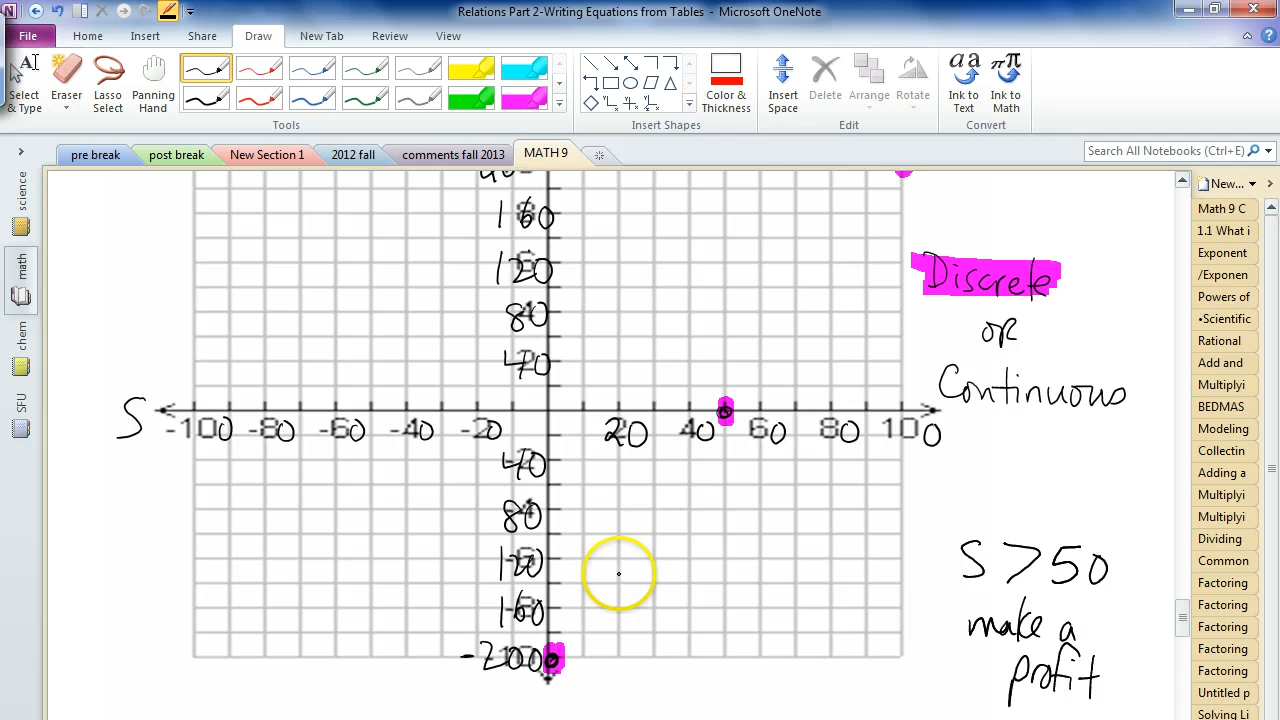 Relations Part 2-Writing Equations from Tables - Microsoft OneNote
File Home Insert Share Draw New Tab Review View
Select & Type
Eraser
Lasso Select
Panning Hand
Color & Thickness
Insert Space
Delete
Arrange
Rotate
Ink to Text
Ink to Math
Tools
Insert Shapes
Edit
Convert
pre break
post break
New Section 1
2012 fall
comments fall 2013
MATH 9
Search All Notebooks (Ctrl+E)
science
math
chem
SFU
New...
Math 9 C
1.1 What i
Exponent
/Exponen
Powers of
•Scientific
Rational
Add and
Multiplyi
BEDMAS
Modeling
Collectin
Adding a
Multiplyi
Multiplyi
Dividing
Common
Factoring
Factoring
Factoring
Factoring
Factoring
Factoring
Untitled p
Solving Li
160
120
80
40
S
-100 -80 -60 -40 -20 20 40 60 80 100
40
80
120
160
-200
Discrete
or
Continuous
S > 50
make a
profit